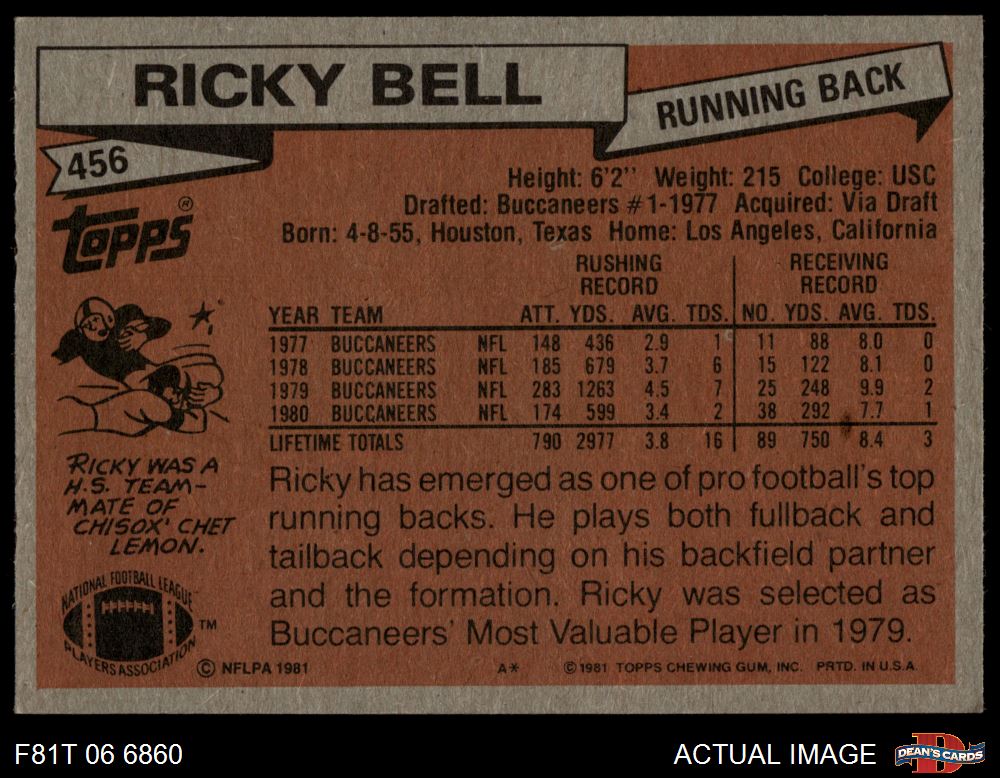 RICKY BELL
RUNNING BACK
456
Topps®
Height: 6'2" Weight: 215 College: USC
Drafted: Buccaneers #1-1977 Acquired: Via Draft
Born: 4-8-55, Houston, Texas Home: Los Angeles, California
RUSHING RECORD RECEIVING RECORD
YEAR TEAM ATT. YDS. AVG. TDS. NO. YDS. AVG. TDS.
1977 BUCCANEERS NFL 148 436 2.9 1 11 88 8.0 0
1978 BUCCANEERS NFL 185 679 3.7 6 15 122 8.1 0
1979 BUCCANEERS NFL 283 1263 4.5 7 25 248 9.9 2
1980 BUCCANEERS NFL 174 599 3.4 2 38 292 7.7 1
LIFETIME TOTALS 790 2977 3.8 16 89 750 8.4 3
RICKY WAS A
H.S. TEAM-
MATE OF
CHISOX' CHET
LEMON.
Ricky has emerged as one of pro football's top
running backs. He plays both fullback and
tailback depending on his backfield partner
and the formation. Ricky was selected as
Buccaneers' Most Valuable Player in 1979.
NATIONAL FOOTBALL LEAGUE
PLAYERS ASSOCIATION
TM
© NFLPA 1981 A* © 1981 TOPPS CHEWING GUM, INC. PRTD. IN U.S.A.
F81T 06 6860 ACTUAL IMAGE D DEAN'S CARDS